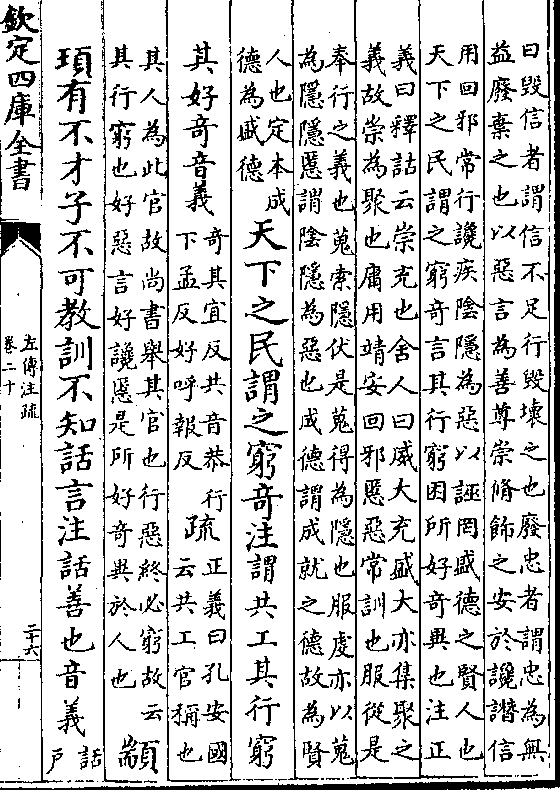 曰毀信者謂信不足行毀壞之也廢忠者謂忠為無
益廢棄之也以惡言為善尊崇脩飾之安於讒譖信
用回邪常行讒疾陰隱為惡以誣罔盛德之賢人也
天下之民謂之窮奇言其行窮困所好奇異也注正
義曰釋詁云崇充也舍人曰威大充盛大亦集聚之
義故崇為聚也庸用靖安回邪慝惡常訓也服從是
奉行之義也蒐索隱伏是蒐得為隱也服虔亦以蒐
為隱隱慝謂陰隱為惡也成德謂成就之德故為賢
人也定本成
德為盛德
天下之民謂之窮奇注謂共工其行窮
其好奇音義
奇其宜反共音恭行
下孟反好呼報反
疏
正義曰孔安國
云共工官稱也
其人為此官故尚書舉其官也行惡終必窮故云
其行窮也好惡言好讒慝是所好奇異於人也
顓
頊有不才子不可教訓不知話言注話善也音義
話
戶
欽定四庫全書
左傳注疏
卷二十
二十六